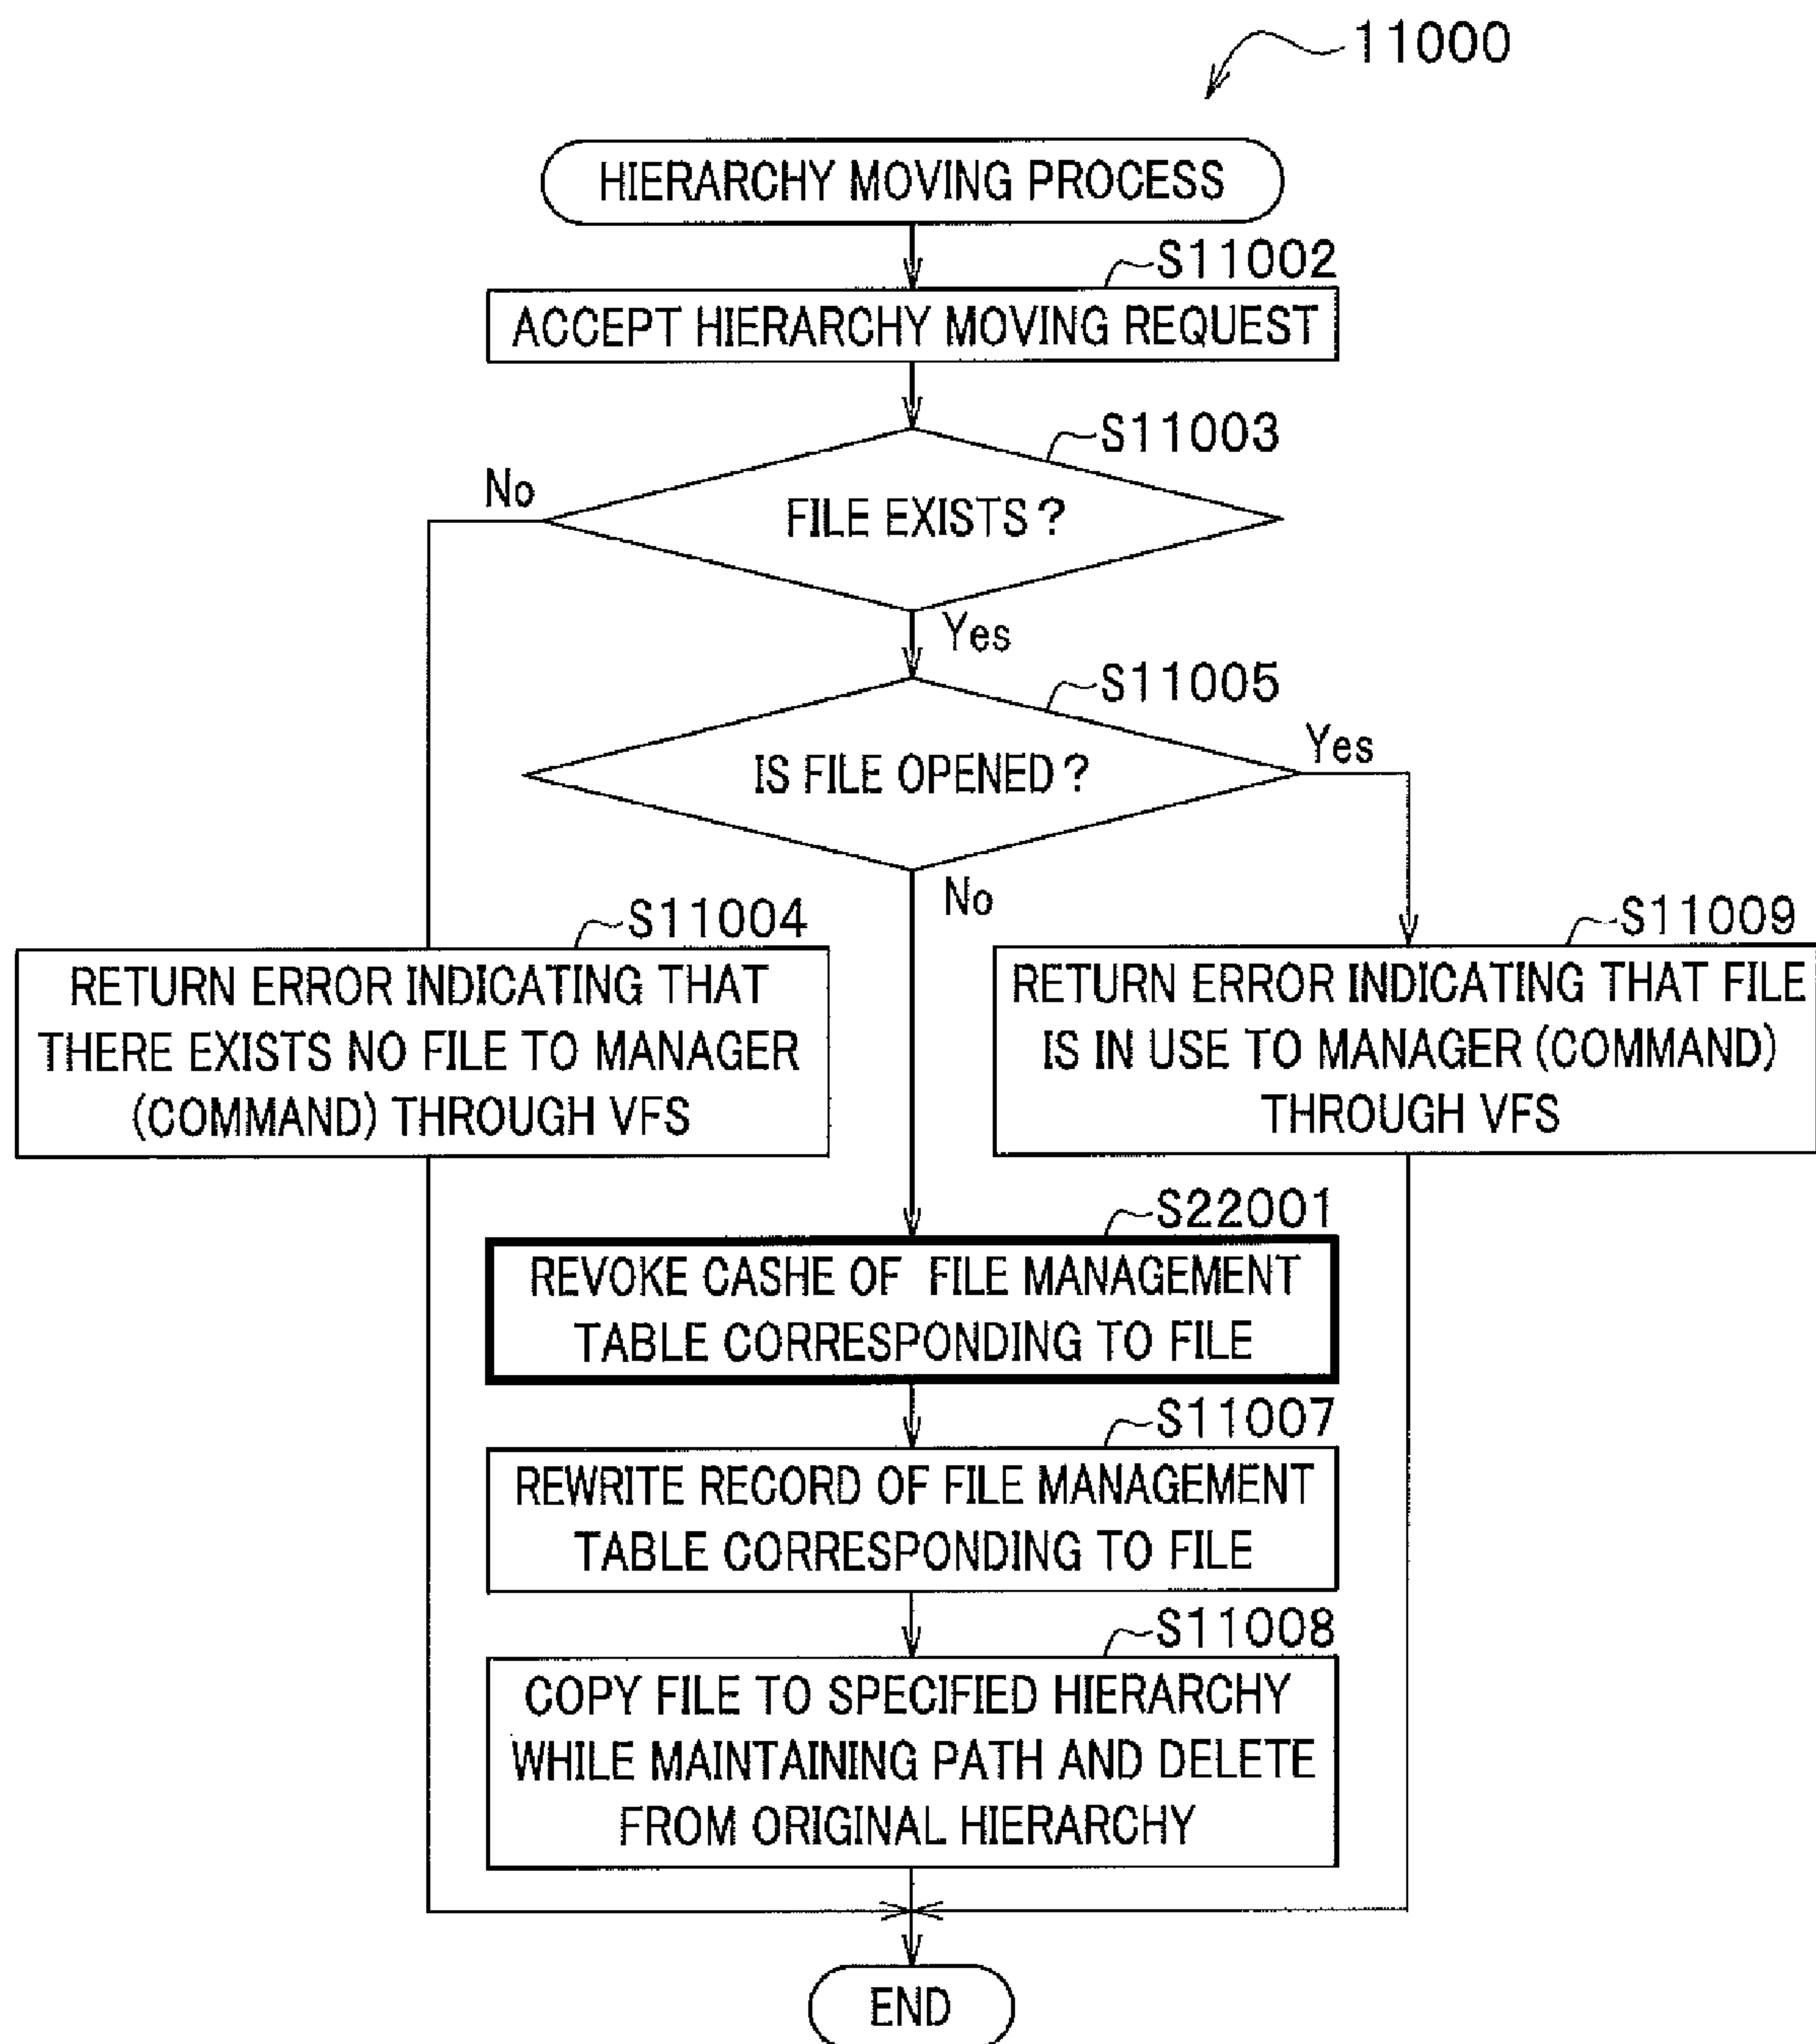 11000
HIERARCHY MOVING PROCESS
S11002
ACCEPT HIERARCHY MOVING REQUEST
S11003
No
FILE EXISTS?
Yes
S11005
Yes
IS FILE OPENED?
No
S11004
RETURN ERROR INDICATING THAT
THERE EXISTS NO FILE TO MANAGER
(COMMAND) THROUGH VFS
S11009
RETURN ERROR INDICATING THAT FILE
IS IN USE TO MANAGER (COMMAND)
THROUGH VFS
S22001
REVOKE CASHE OF FILE MANAGEMENT
TABLE CORRESPONDING TO FILE
S11007
REWRITE RECORD OF FILE MANAGEMENT
TABLE CORRESPONDING TO FILE
S11008
COPY FILE TO SPECIFIED HIERARCHY
WHILE MAINTAINING PATH AND DELETE
FROM ORIGINAL HIERARCHY
END